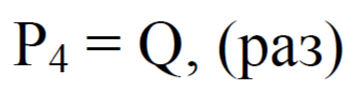 P₄ = Q, (раз)